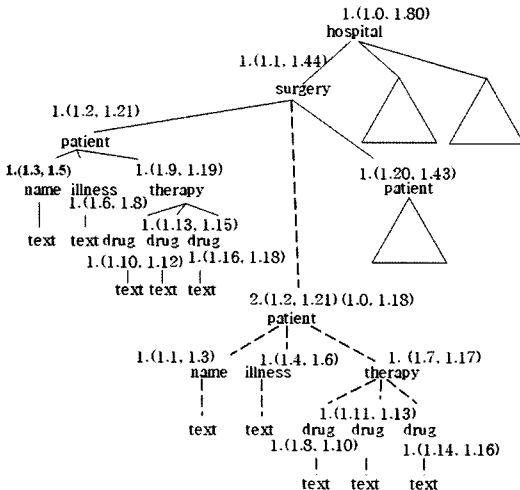 1.(1.0, 1.80)
hospital
1.(1.1, 1.44)
surgery
1.(1.2, 1.21)
patient
1.(1.3, 1.5) 1.(1.9, 1.19) 1.(1.20, 1.43)
name illness therapy patient
1.(1.6, 1.8)
1.(1.13, 1.15)
text text drug drug drug
1.(1.10, 1.12) 1.(1.16, 1.18)
text text text
2.(1.2, 1.21) (1.0, 1.18)
patient
1.(1.1, 1.3) 1.(1.4, 1.6) 1. (1.7, 1.17)
name illness therapy
1.(1.11, 1.13)
text text drug drug drug
1.(1.8, 1.10) 1.(1.14, 1.16)
text text text